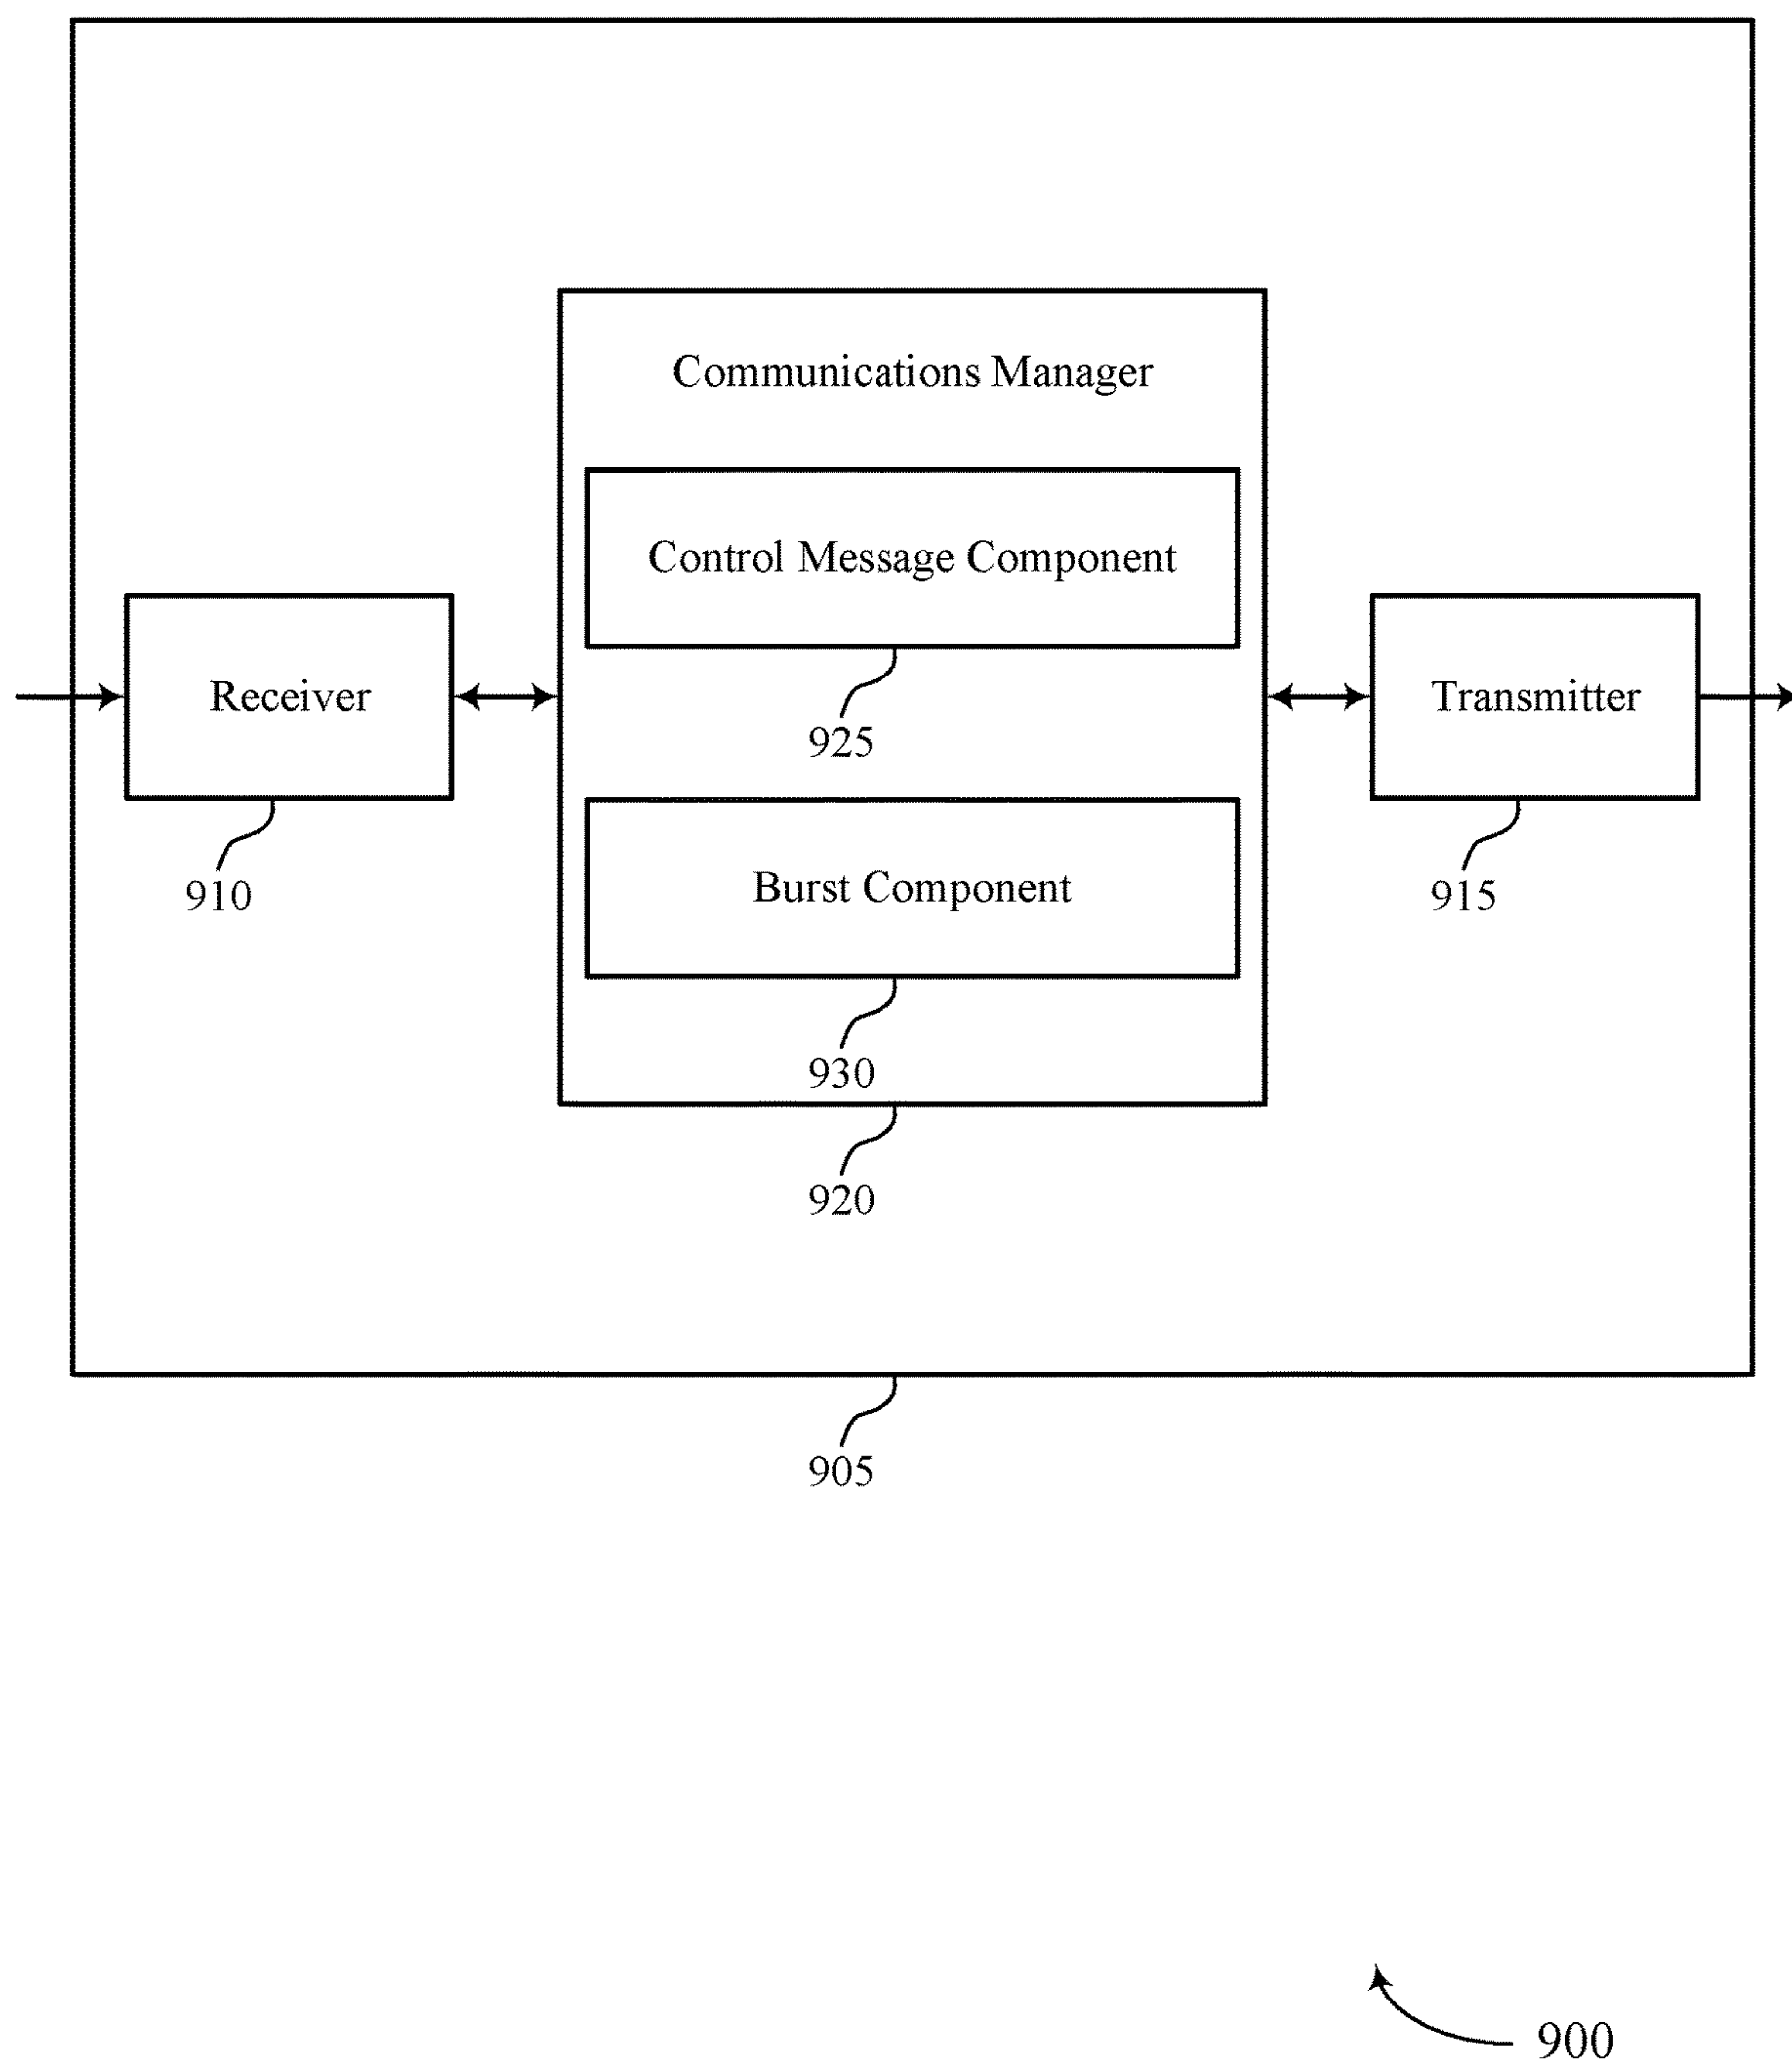 Communications Manager
Control Message Component
925
Receiver
910
Transmitter
915
Burst Component
930
920
905
900